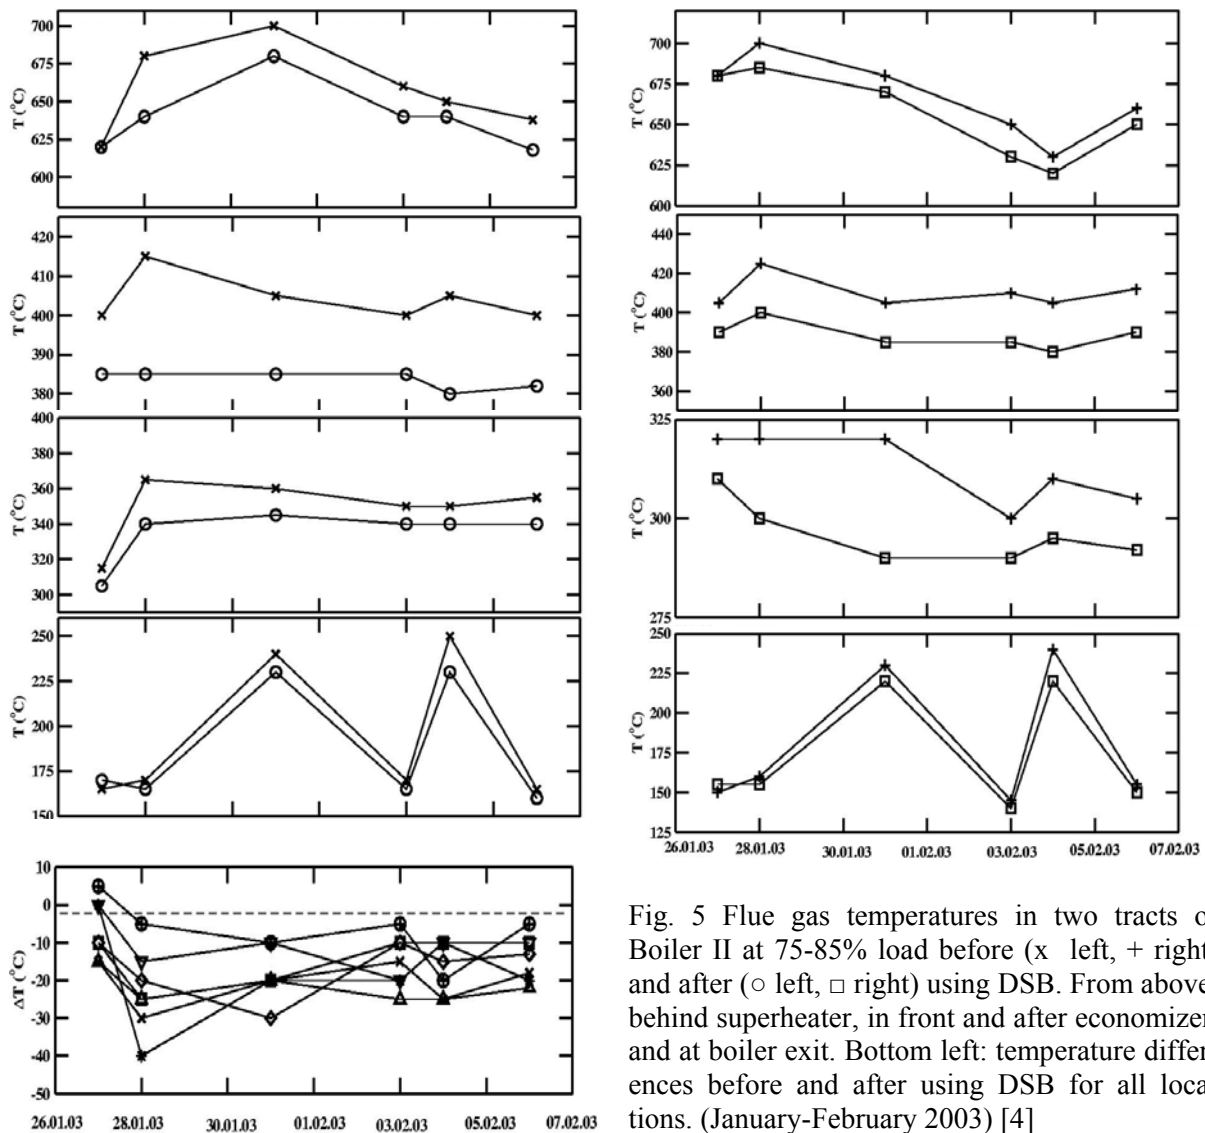 700
675
650
625
600
T (°C)
420
410
400
390
380
T (°C)
400
380
360
340
320
300
T (°C)
250
225
200
175
150
T (°C)
10
0
-10
-20
-30
-40
-50
ΔT (°C)
26.01.03 28.01.03 30.01.03 01.02.03 03.02.03 05.02.03 07.02.03
700
675
650
625
600
T (°C)
440
420
400
380
360
T (°C)
325
300
275
250
225
200
175
150
125
T (°C)
26.01.03 28.01.03 30.01.03 01.02.03 03.02.03 05.02.03 07.02.03
Fig. 5 Flue gas temperatures in two tracts o
Boiler II at 75-85% load before (x left, + right
and after (○ left, □ right) using DSB. From above
behind superheater, in front and after economizer
and at boiler exit. Bottom left: temperature differ
ences before and after using DSB for all loca
tions. (January-February 2003) [4]